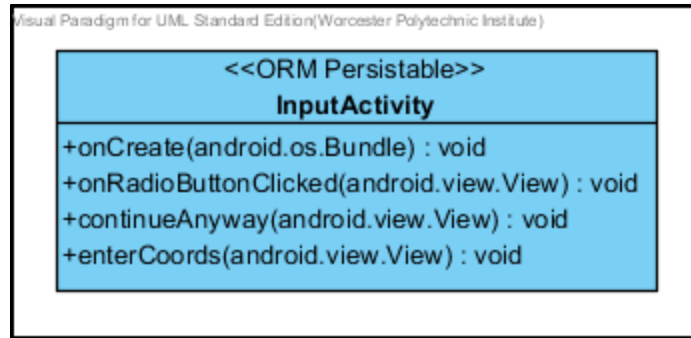 Visual Paradigm for UML Standard Edition(Worcester Polytechnic Institute)
<<ORM Persistable>>
InputActivity
+onCreate(android.os.Bundle) : void
+onRadioButtonClicked(android.view.View) : void
+continueAnyway(android.view.View) : void
+enterCoords(android.view.View) : void